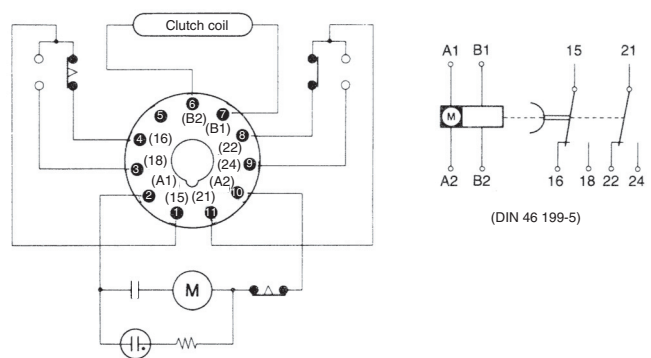 Clutch coil
6
5
7
(B2)
(B1)
4
(16)
8
(22)
3
(18)
(24)
9
(A1)
(A2)
2
10
(15)
(21)
1
11
M
A1
B1
15
21
M
A2
B2
16
18
22
24
(DIN 46 199-5)